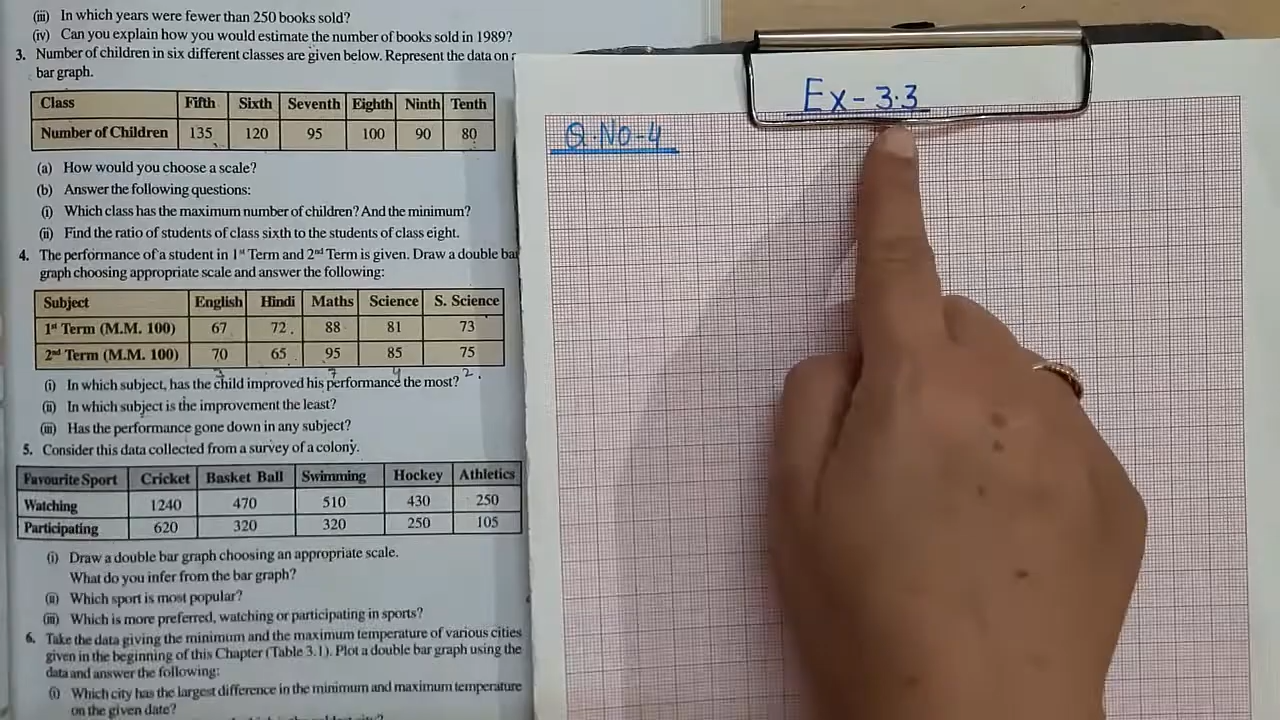 (iii) In which years were fewer than 250 books sold?
(iv) Can you explain how you would estimate the number of books sold in 1989?
3. Number of children in six different classes are given below. Represent the data on a
bar graph.
Class Fifth Sixth Seventh Eighth Ninth Tenth
Number of Children 135 120 95 100 90 80
(a) How would you choose a scale?
(b) Answer the following questions:
(i) Which class has the maximum number of children? And the minimum?
(ii) Find the ratio of students of class sixth to the students of class eight.
4. The performance of a student in 1st Term and 2nd Term is given. Draw a double bar
graph choosing appropriate scale and answer the following:
Subject English Hindi Maths Science S. Science
1st Term (M.M. 100) 67 72 88 81 73
2nd Term (M.M. 100) 70 65 95 85 75
3 7 4 2
(i) In which subject, has the child improved his performance the most?
(ii) In which subject is the improvement the least?
(iii) Has the performance gone down in any subject?
5. Consider this data collected from a survey of a colony.
Favourite Sport Cricket Basket Ball Swimming Hockey Athletics
Watching 1240 470 510 430 250
Participating 620 320 320 250 105
(i) Draw a double bar graph choosing an appropriate scale.
What do you infer from the bar graph?
(ii) Which sport is most popular?
(iii) Which is more preferred, watching or participating in sports?
6. Take the data giving the minimum and the maximum temperature of various cities
given in the beginning of this Chapter (Table 3.1). Plot a double bar graph using the
data and answer the following:
(i) Which city has the largest difference in the minimum and maximum temperature
on the given date?
Ex-3.3
Q.NO-4